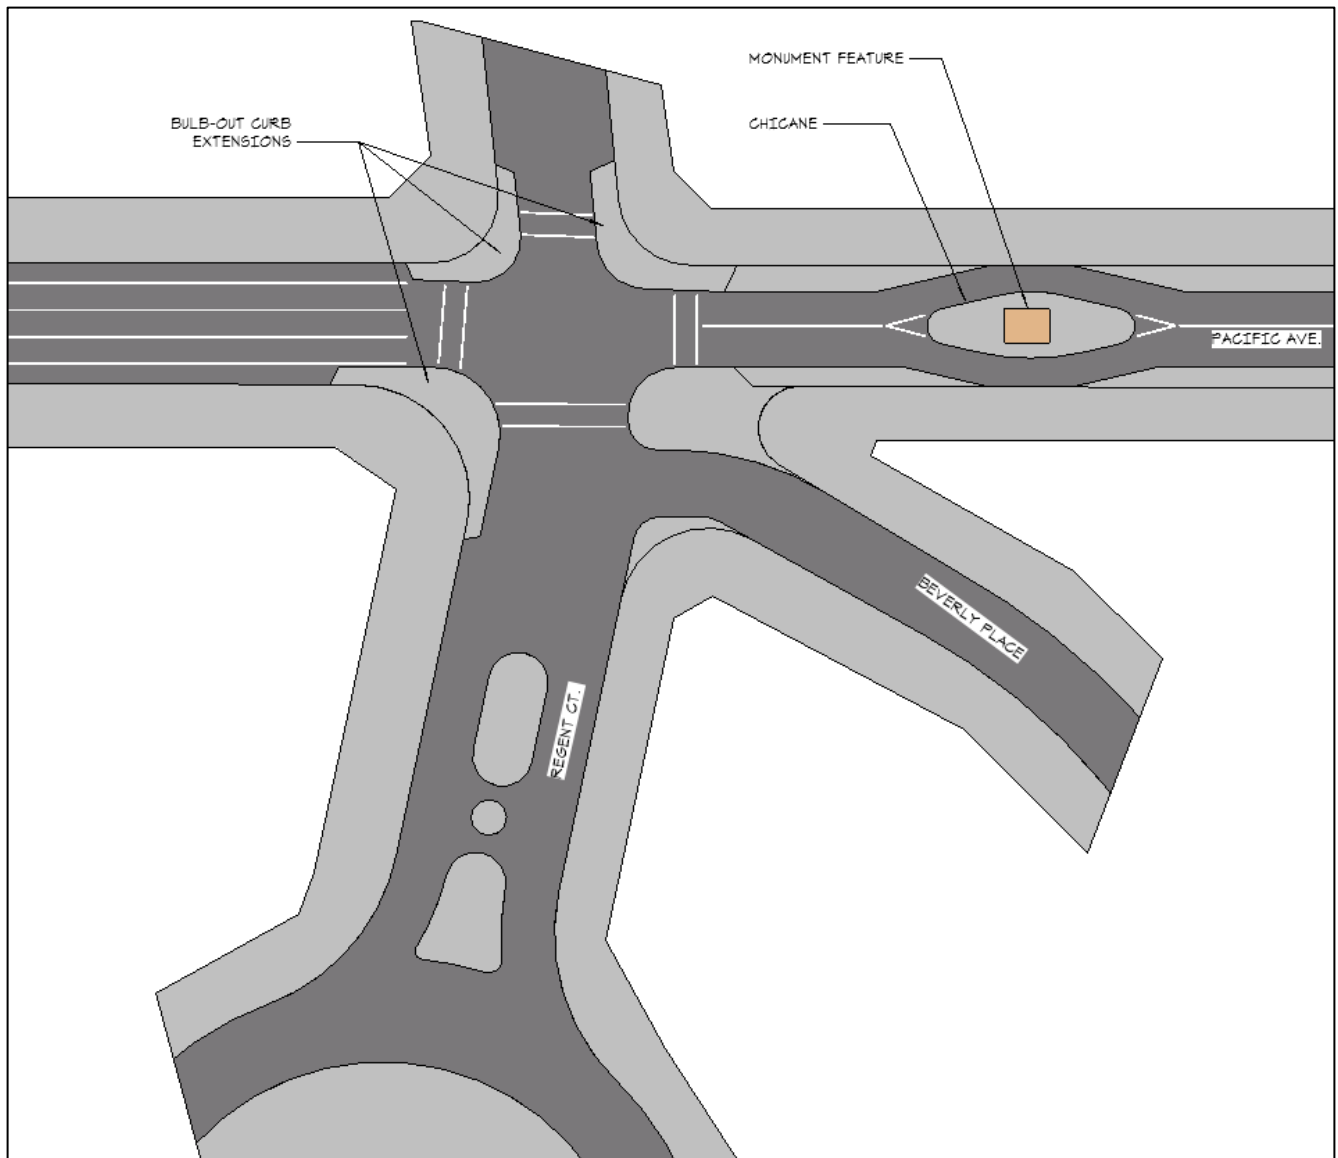 MONUMENT FEATURE
BULB-OUT CURB
EXTENSIONS
CHICANE
PACIFIC AVE.
BEVERLY PLACE
REGENT CT.